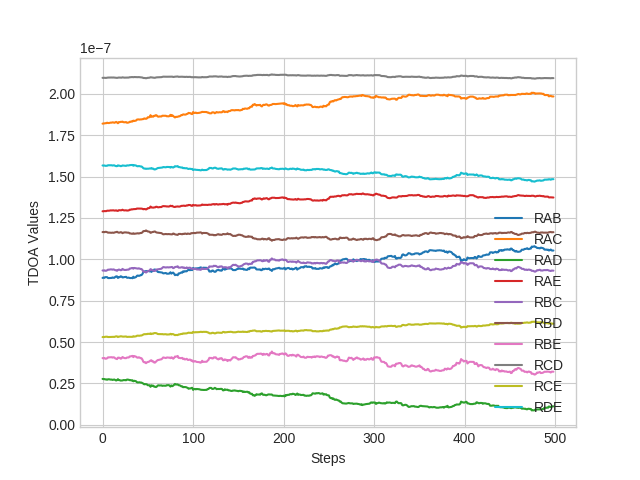 1e−7
2.00
1.75
1.50
1.25
1.00
0.75
0.50
0.25
0.00
TDOA Values
0
100
200
300
400
500
Steps
RAB
RAC
RAD
RAE
RBC
RBD
RBE
RCD
RCE
RDE